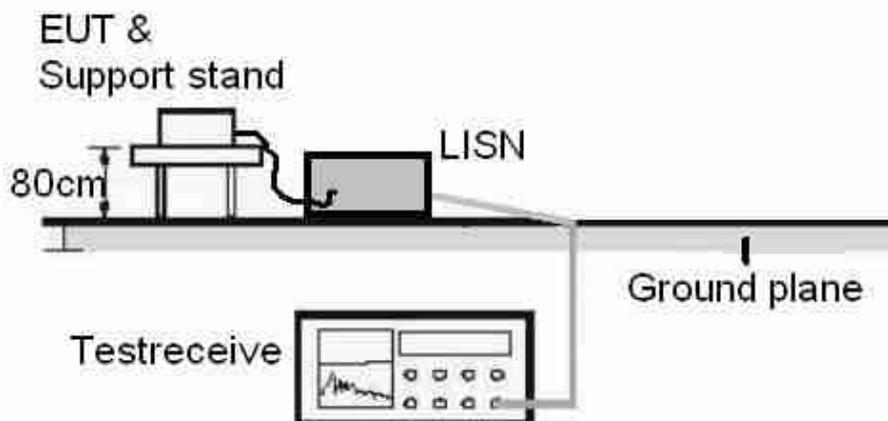 EUT &
Support stand
LISN
80cm
Ground plane
Testreceive